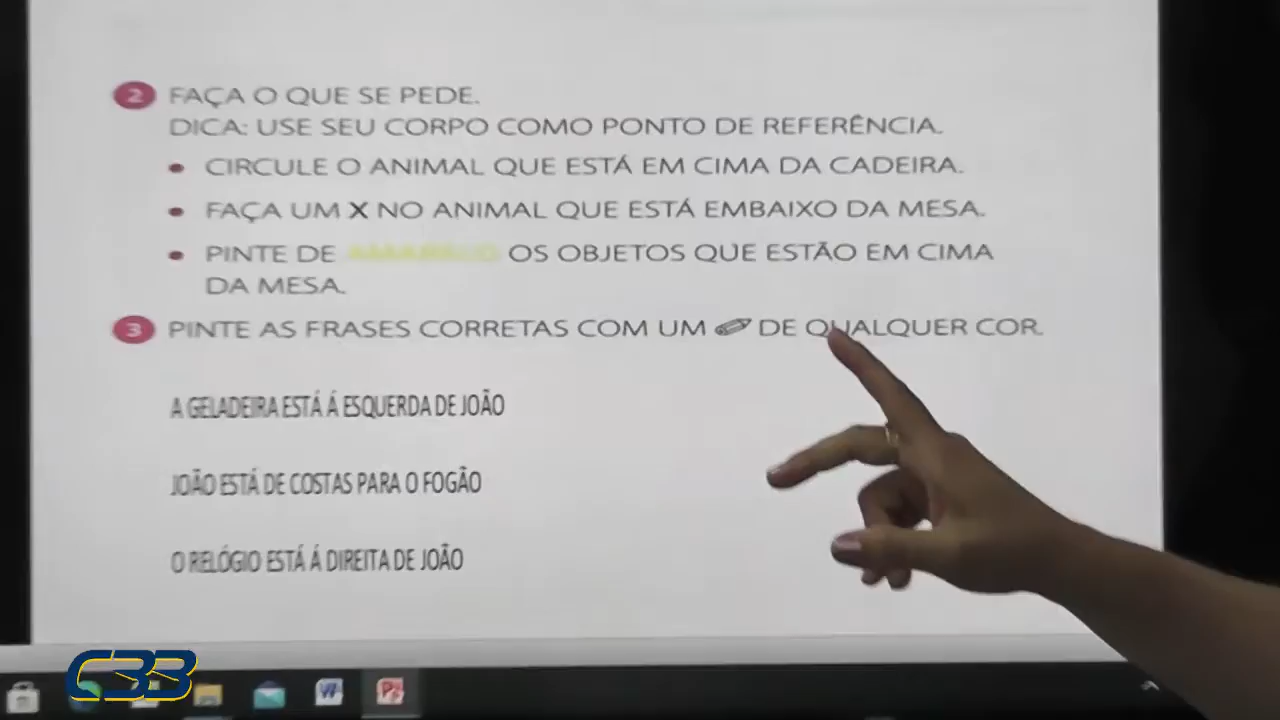 2 FAÇA O QUE SE PEDE.
DICA: USE SEU CORPO COMO PONTO DE REFERÊNCIA.
• CIRCULE O ANIMAL QUE ESTÁ EM CIMA DA CADEIRA.
• FAÇA UM X NO ANIMAL QUE ESTÁ EMBAIXO DA MESA.
• PINTE DE AMARELO OS OBJETOS QUE ESTÃO EM CIMA
DA MESA.
3 PINTE AS FRASES CORRETAS COM UM DE QUALQUER COR.
A GELADEIRA ESTÁ Á ESQUERDA DE JOÃO
JOÃO ESTÁ DE COSTAS PARA O FOGÃO
O RELÓGIO ESTÁ Á DIREITA DE JOÃO
CBB